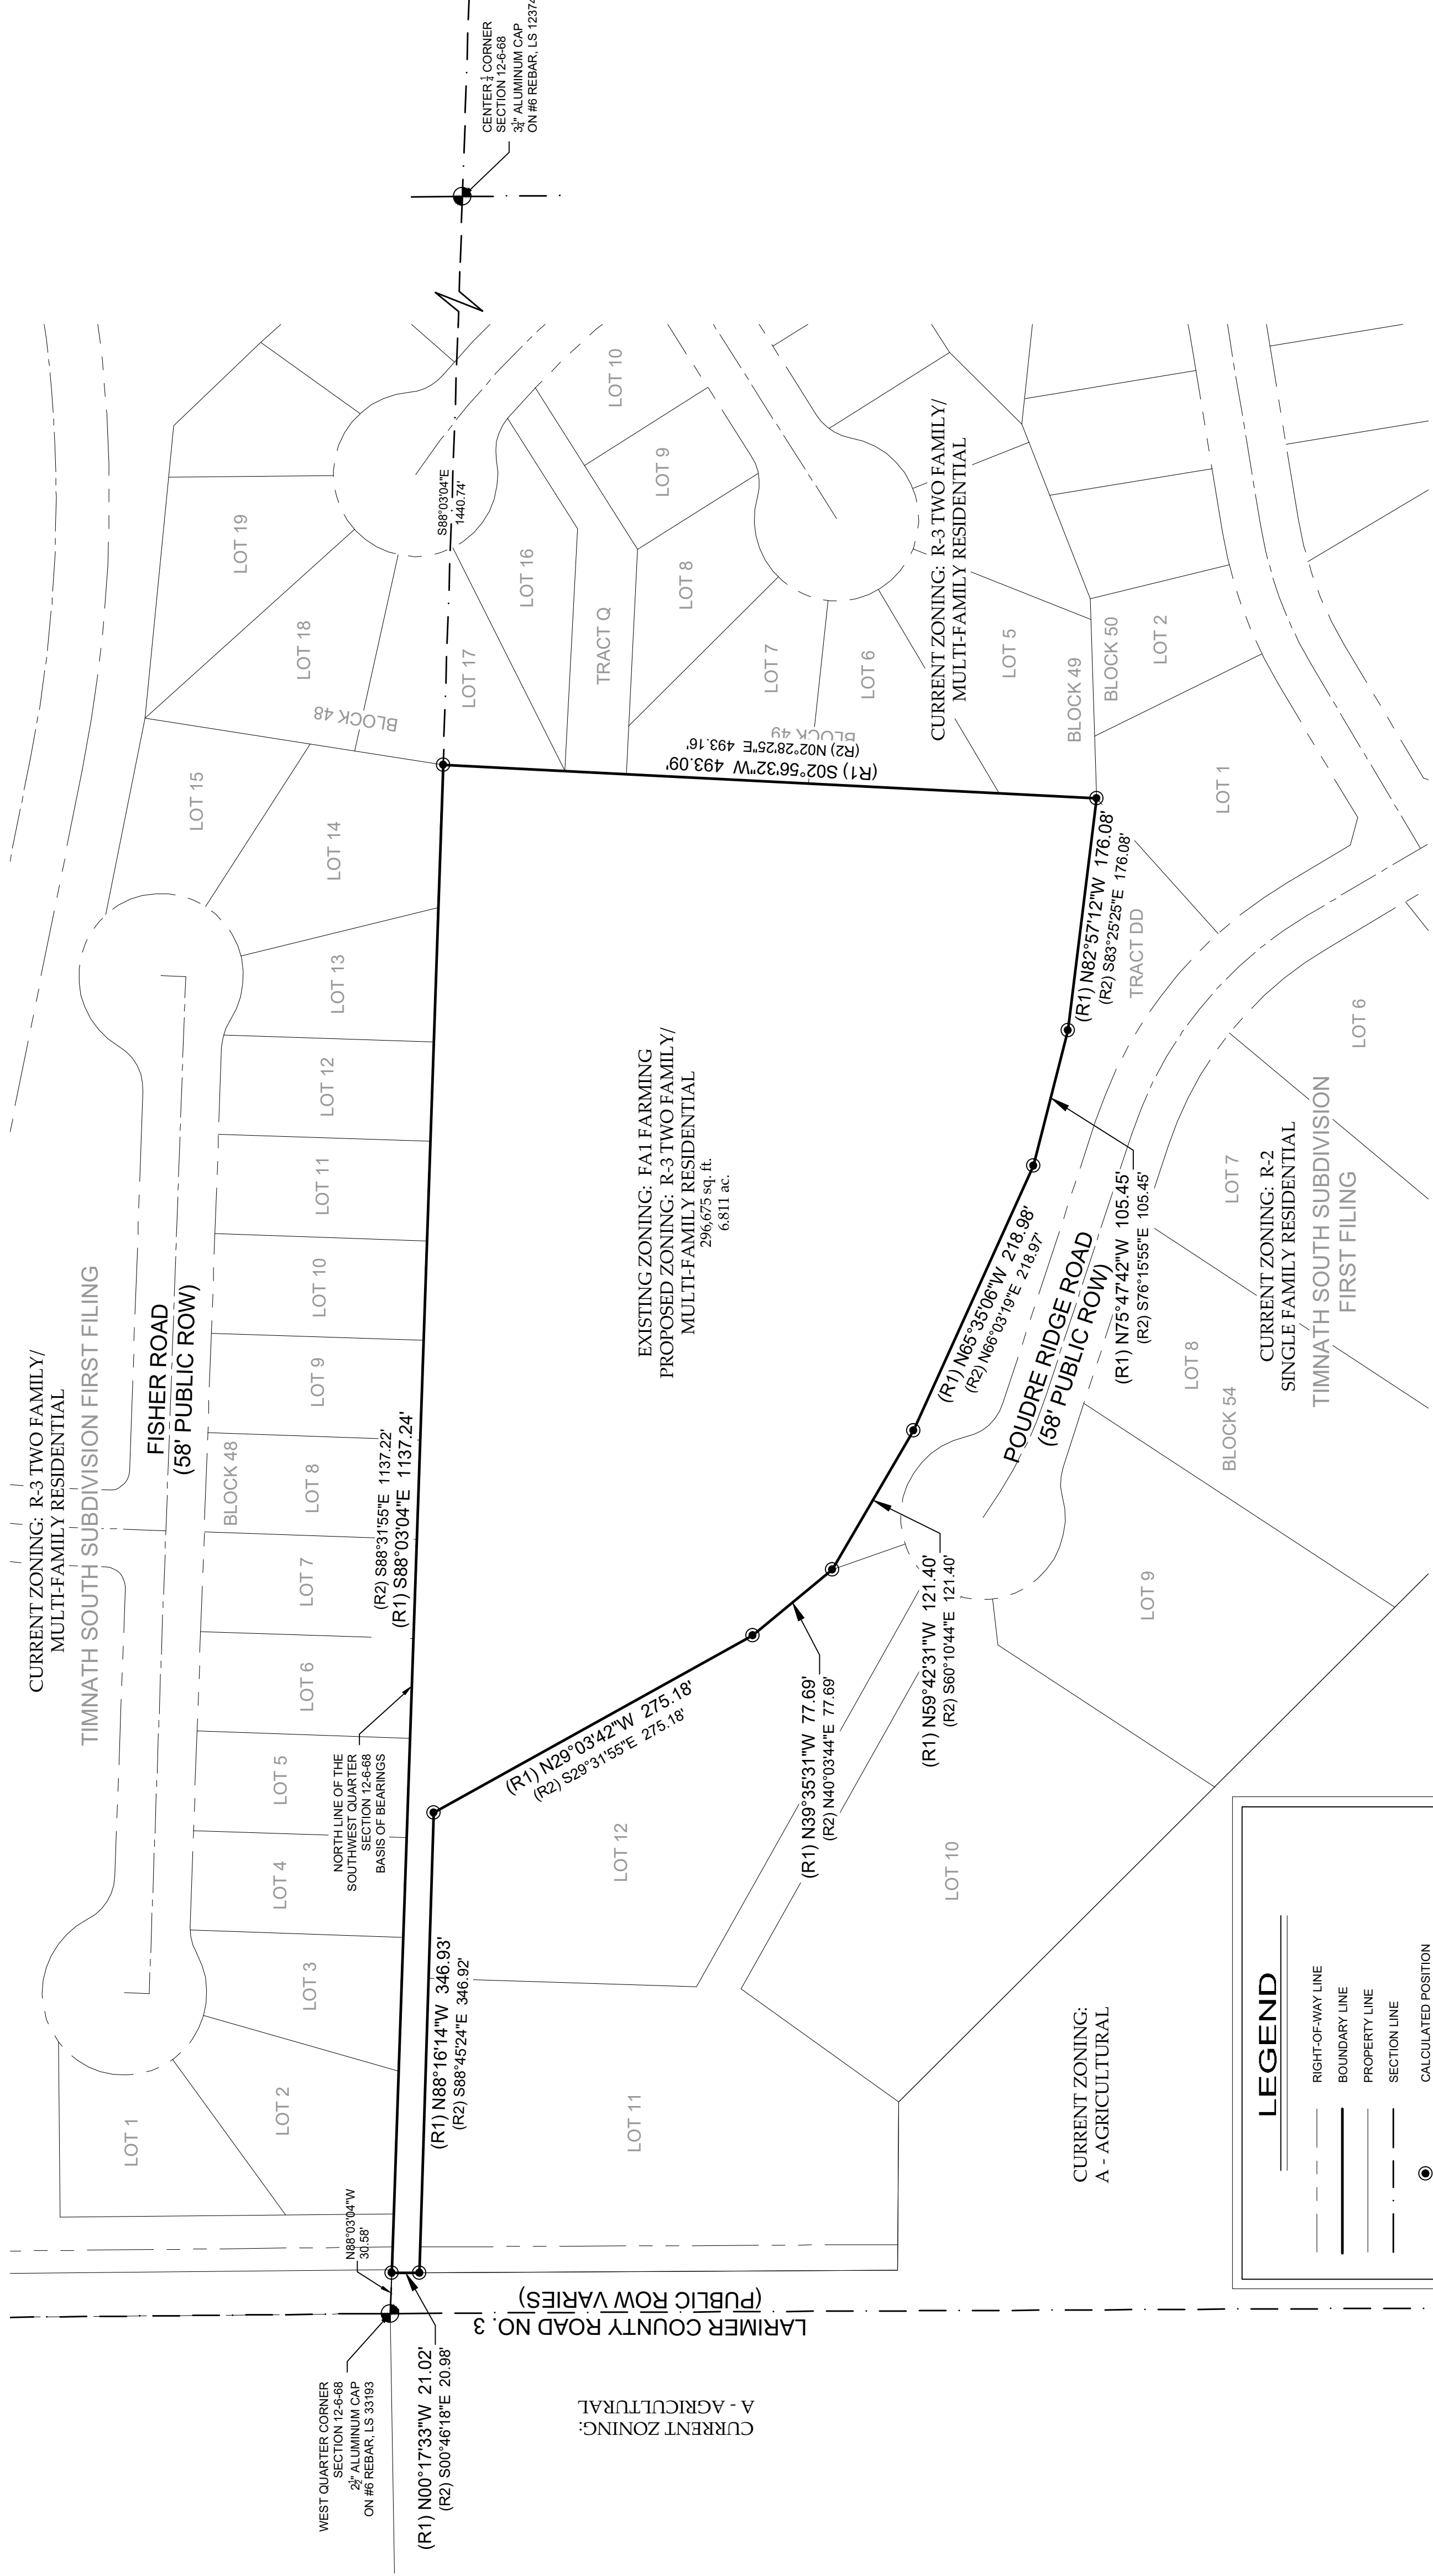 CENTER 1/4 CORNER
SECTION 12-6-68
3 1/4" ALUMINUM CAP
ON #6 REBAR, LS 12374
CURRENT ZONING: R-3 TWO FAMILY/
MULTI-FAMILY RESIDENTIAL
TIMNATH SOUTH SUBDIVISION FIRST FILING
FISHER ROAD
(58' PUBLIC ROW)
BLOCK 48
LOT 1
LOT 2
LOT 3
LOT 4
LOT 5
LOT 6
LOT 7
LOT 8
LOT 9
LOT 10
LOT 11
LOT 12
LOT 13
LOT 14
LOT 15
BLOCK 48
LOT 18
LOT 19
LOT 17
LOT 16
TRACT Q
S88°03'04"E
1440.74'
LOT 10
LOT 9
LOT 8
LOT 7
LOT 6
LOT 5
BLOCK 49
CURRENT ZONING: R-3 TWO FAMILY/
MULTI-FAMILY RESIDENTIAL
BLOCK 49
BLOCK 50
LOT 2
LOT 1
(R2) N02°28'25"E 493.16'
(R1) S02°56'32"W 493.09'
(R2) S88°31'55"E 1137.22'
(R1) S88°03'04"E 1137.24'
NORTH LINE OF THE
SOUTHWEST QUARTER
SECTION 12-6-68
BASIS OF BEARINGS
EXISTING ZONING: FA1 FARMING
PROPOSED ZONING: R-3 TWO FAMILY/
MULTI-FAMILY RESIDENTIAL
296,675 sq. ft.
6.811 ac.
(R1) N82°57'12"W 176.08'
(R2) S83°25'25"E 176.08'
TRACT DD
(R1) N75°47'42"W 105.45'
(R2) S76°15'55"E 105.45'
(R1) N65°35'06"W 218.98'
(R2) N66°03'19"E 218.97'
POUDRE RIDGE ROAD
(58' PUBLIC ROW)
(R1) N59°42'31"W 121.40'
(R2) S60°10'44"E 121.40'
(R1) N39°35'31"W 77.69'
(R2) N40°03'44"E 77.69'
(R1) N29°03'42"W 275.18'
(R2) S29°31'55"E 275.18'
(R1) N88°16'14"W 346.93'
(R2) S88°45'24"E 346.92'
LOT 6
LOT 7
LOT 8
BLOCK 54
LOT 9
LOT 10
LOT 12
LOT 11
CURRENT ZONING: R-2
SINGLE FAMILY RESIDENTIAL
TIMNATH SOUTH SUBDIVISION
FIRST FILING
CURRENT ZONING:
A - AGRICULTURAL
N88°03'04"W
30.58'
WEST QUARTER CORNER
SECTION 12-6-68
2 1/2" ALUMINUM CAP
ON #6 REBAR, LS 33193
(R1) N00°17'33"W 21.02'
(R2) S00°46'18"E 20.98'
LARIMER COUNTY ROAD NO. 3
(PUBLIC ROW VARIES)
CURRENT ZONING:
A - AGRICULTURAL
LEGEND
RIGHT-OF-WAY LINE
BOUNDARY LINE
PROPERTY LINE
SECTION LINE
CALCULATED POSITION